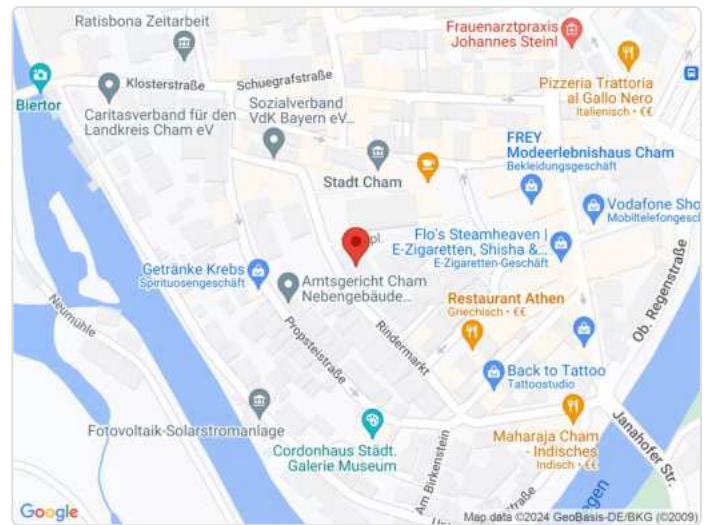 Ratisbona Zeitarbeit
Frauenarztpraxis
Johannes Steinl
Klosterstraße
Schuegrafstraße
Biertor
Pizzeria Trattoria
al Gallo Nero
Italienisch • €€
Caritasverband für den
Landkreis Cham eV
Sozialverband
VdK Bayern eV...
FREY
Modeerlebnishaus Cham
Bekleidungsgeschäft
Stadt Cham
Vodafone Sho
Mobiltelefongesch
pl.
Flo's Steamheaven |
E-Zigaretten, Shisha &...
E-Zigaretten-Geschäft
Getränke Krebs
Spirituosengeschäft
Amtsgericht Cham
Nebengebäude...
Ob. Regenstraße
Neumühle
Restaurant Athen
Griechisch • €€
Propsteistraße
Rindermarkt
Back to Tattoo
Tattoostudio
Fotovoltaik-Solarstromanlage
Cordonhaus Städt.
Galerie Museum
Maharaja Cham
- Indisches
Indisch • €€
Janahofer Str.
Am Birkenstein
Google
Map data ©2024 GeoBasis-DE/BKG (©2009)